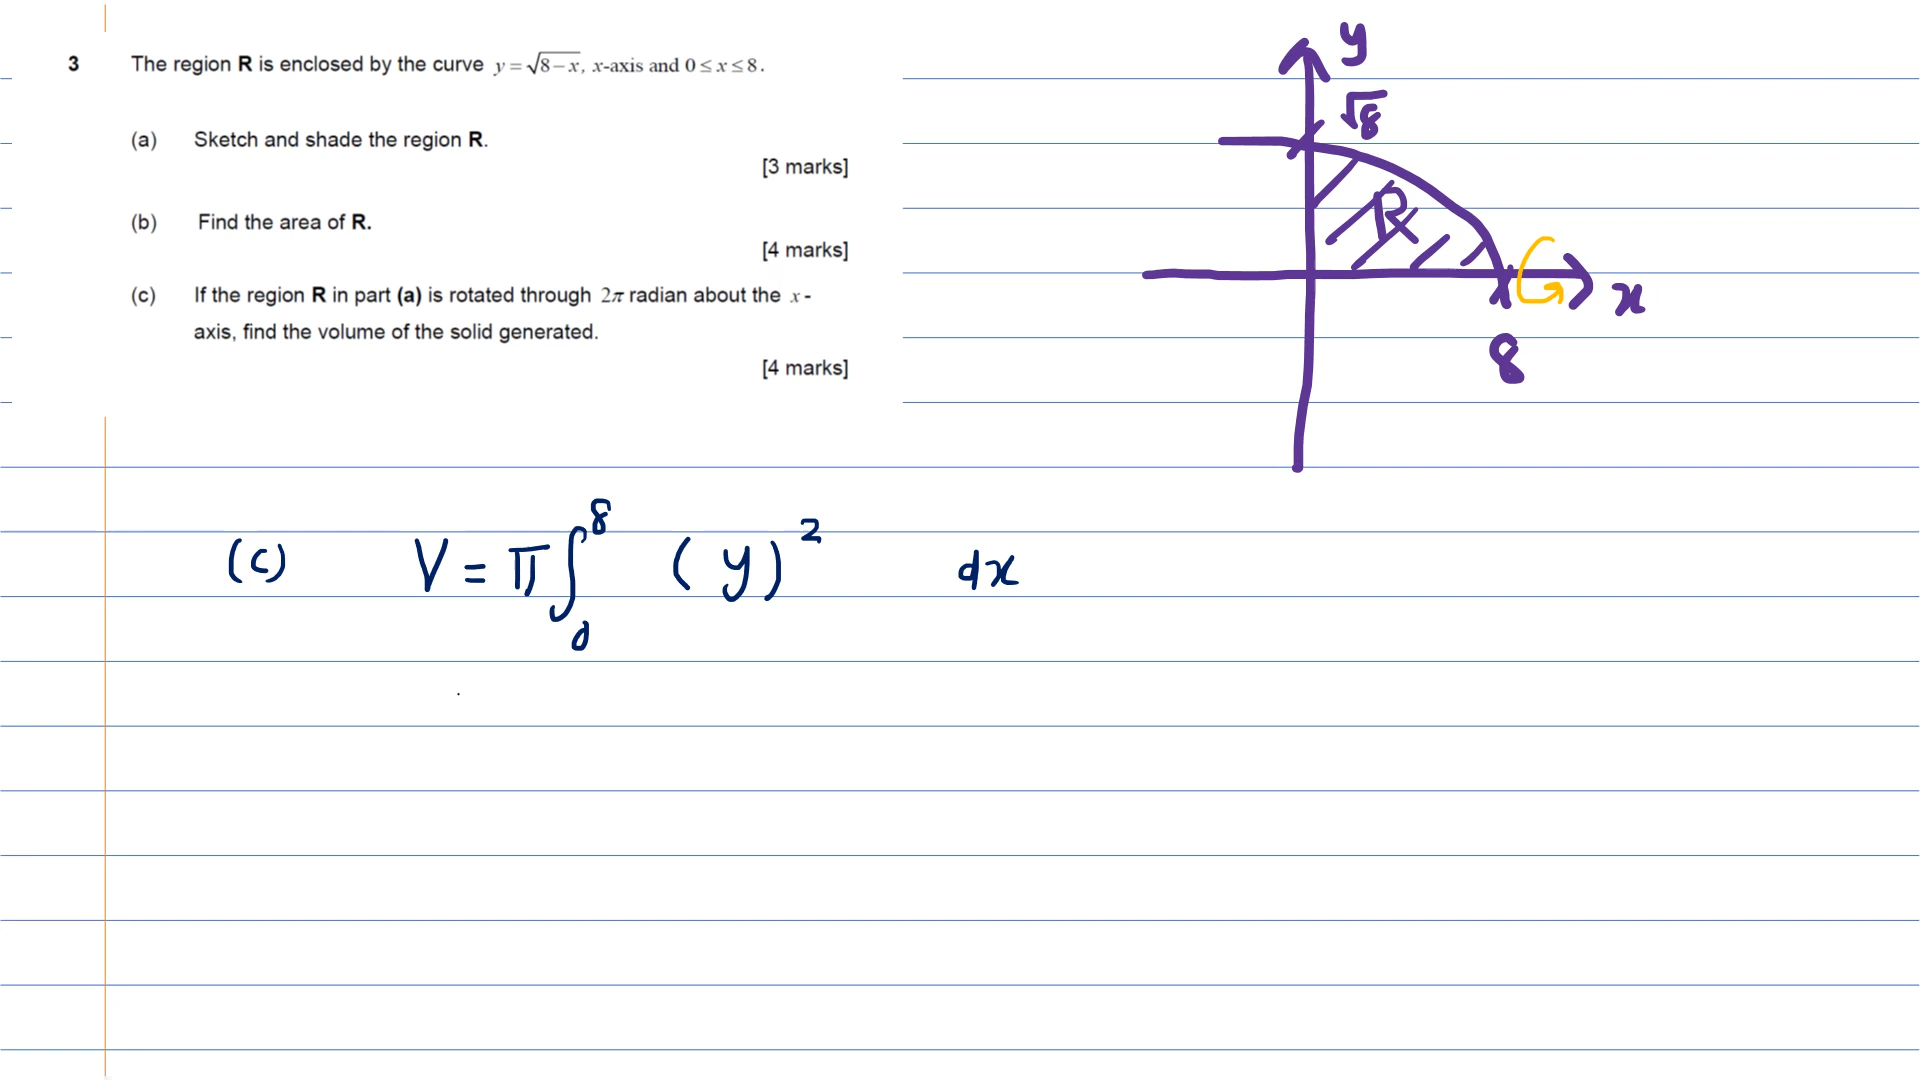 3 The region R is enclosed by the curve y = √8−x, x-axis and 0 ≤ x ≤ 8.
(a) Sketch and shade the region R.
[3 marks]
(b) Find the area of R.
[4 marks]
(c) If the region R in part (a) is rotated through 2π radian about the x -
axis, find the volume of the solid generated.
[4 marks]
y
√8
R
x
8
(c) V = π∫₀⁸ (y)² dx